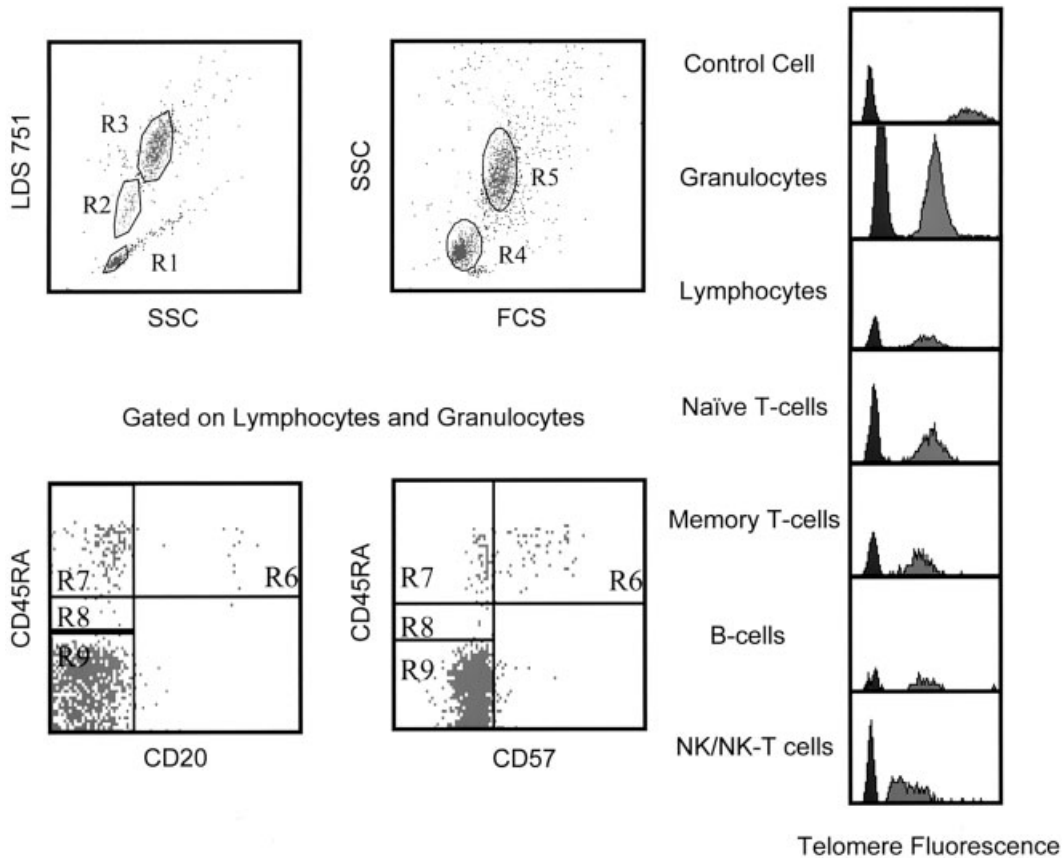 LDS 751
R3
R2
R1
SSC
SSC
R5
R4
FCS
Gated on Lymphocytes and Granulocytes
CD45RA
R7
R6
R8
R9
CD20
CD45RA
R7
R6
R8
R9
CD57
Control Cell
Granulocytes
Lymphocytes
Naïve T-cells
Memory T-cells
B-cells
NK/NK-T cells
Telomere Fluorescence